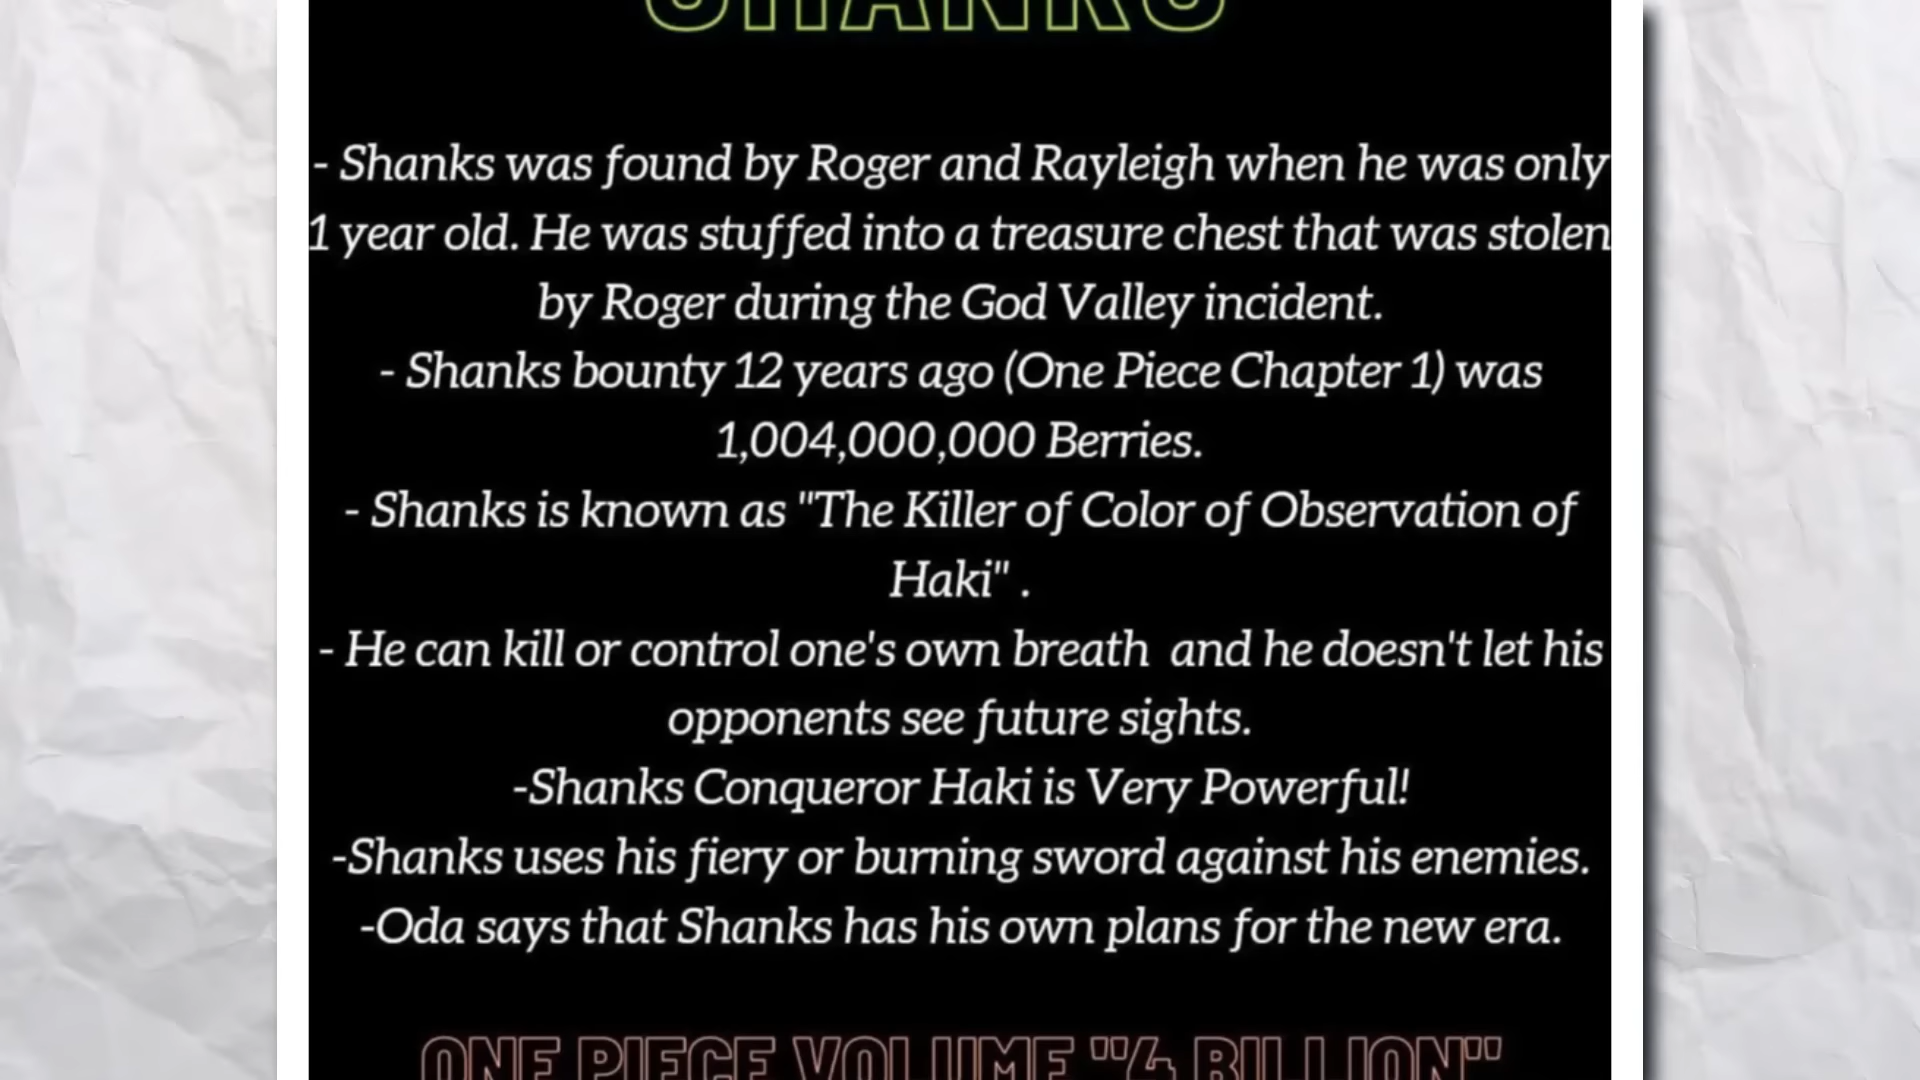 SHANKS
- Shanks was found by Roger and Rayleigh when he was only
1 year old. He was stuffed into a treasure chest that was stolen
by Roger during the God Valley incident.
- Shanks bounty 12 years ago (One Piece Chapter 1) was
1,004,000,000 Berries.
- Shanks is known as "The Killer of Color of Observation of
Haki" .
- He can kill or control one's own breath  and he doesn't let his
opponents see future sights.
-Shanks Conqueror Haki is Very Powerful!
-Shanks uses his fiery or burning sword against his enemies.
-Oda says that Shanks has his own plans for the new era.
ONE PIECE VOLUME "4 BILLION"